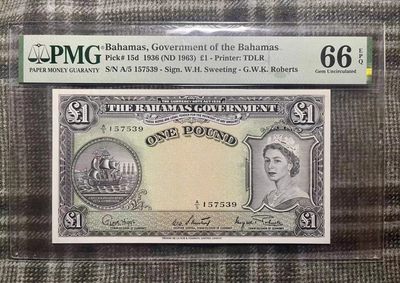 PMG
PAPER MONEY GUARANTY
Bahamas, Government of the Bahamas
Pick# 15d 1936 (ND 1963) £1 - Printer: TDLR
S/N A/5 157539 - Sign. W.H. Sweeting - G.W.K. Roberts
66 EPQ
Gem Uncirculated
£1 THE BAHAMAS GOVERNMENT £1
A/5 157539
ONE POUND
A/5 157539
£1 £1